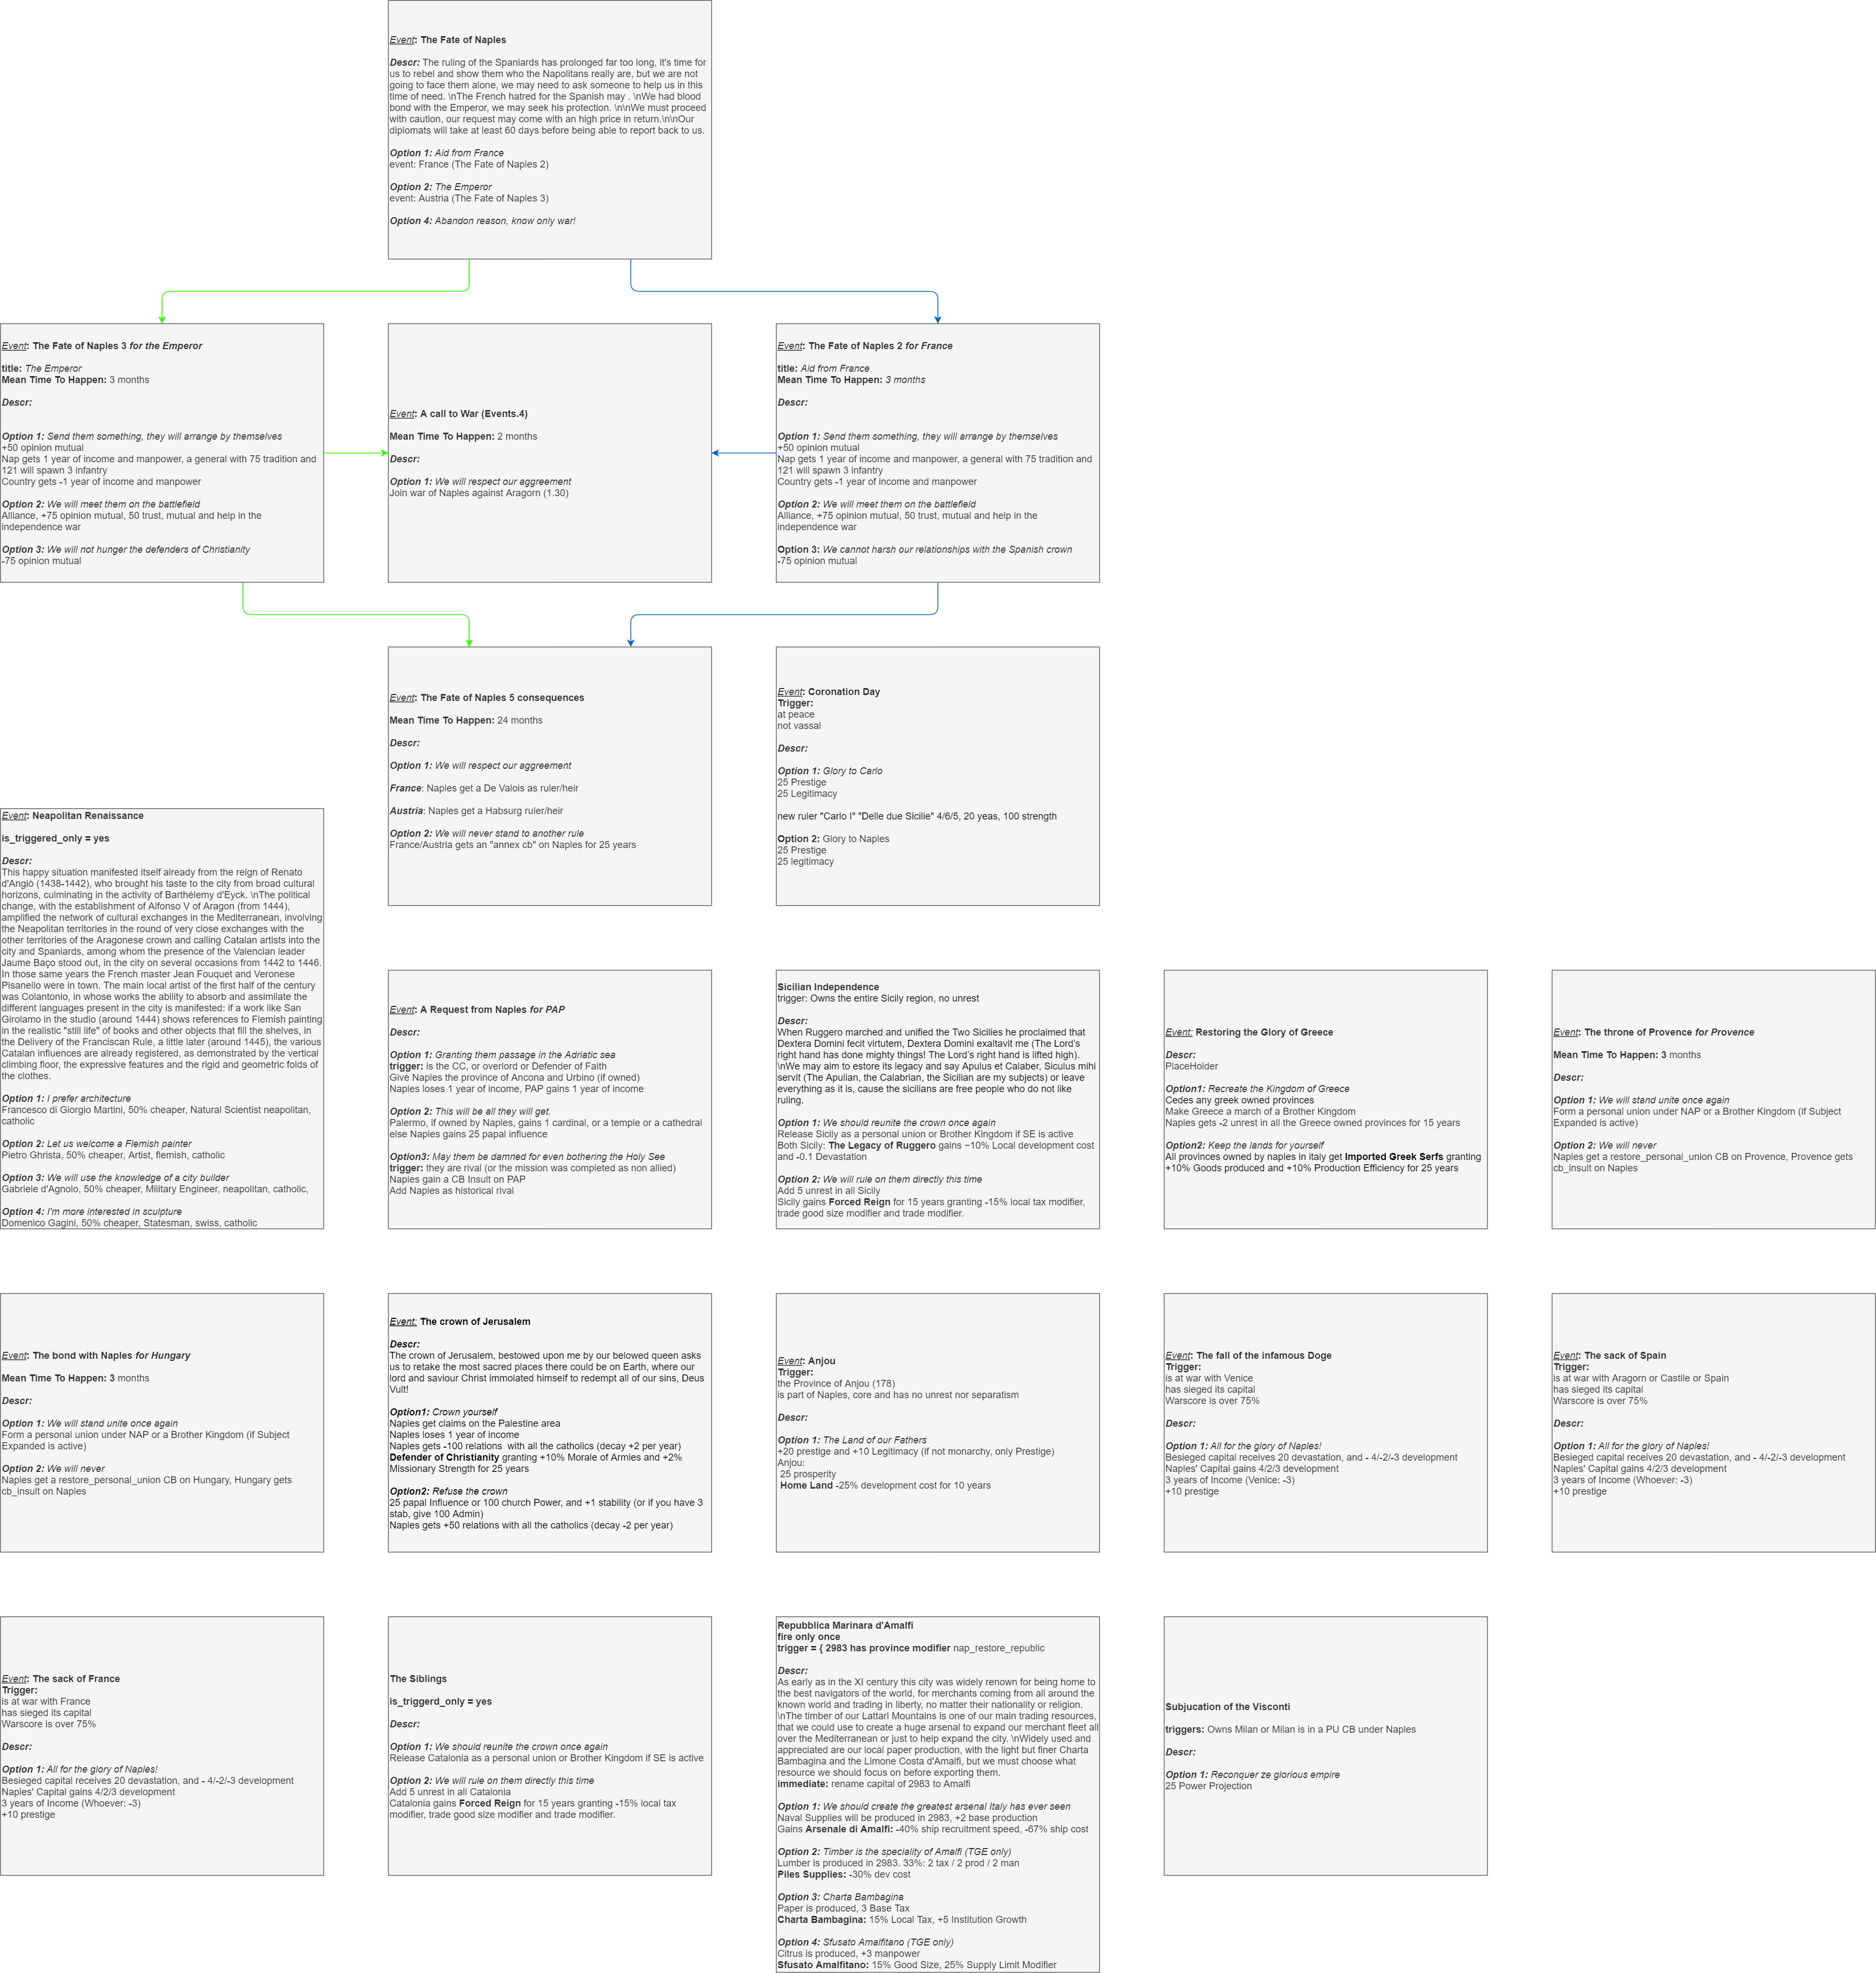 Event: The Fate of Naples
Descr: The ruling of the Spaniards has prolonged far too long, it's time for
us to rebel and show them who the Napolitans really are, but we are not
going to face them alone, we may need to ask someone to help us in this
time of need. \nThe French hatred for the Spanish may . \nWe had blood
bond with the Emperor, we may seek his protection. \n\nWe must proceed
with caution, our request may come with an high price in return.\n\nOur
diplomats will take at least 60 days before being able to report back to us.
Option 1: Aid from France
event: France (The Fate of Naples 2)
Option 2: The Emperor
event: Austria (The Fate of Naples 3)
Option 4: Abandon reason, know only war!
Event: The Fate of Naples 3 for the Emperor
title: The Emperor
Mean Time To Happen: 3 months
Descr:
Option 1: Send them something, they will arrange by themselves
+50 opinion mutual
Nap gets 1 year of income and manpower, a general with 75 tradition and
121 will spawn 3 infantry
Country gets -1 year of income and manpower
Option 2: We will meet them on the battlefield
Alliance, +75 opinion mutual, 50 trust, mutual and help in the
independence war
Option 3: We will not hunger the defenders of Christianity
-75 opinion mutual
Event: A call to War (Events.4)
Mean Time To Happen: 2 months
Descr:
Option 1: We will respect our aggreement
Join war of Naples against Aragorn (1.30)
Event: The Fate of Naples 2 for France
title: Aid from France
Mean Time To Happen: 3 months
Descr:
Option 1: Send them something, they will arrange by themselves
+50 opinion mutual
Nap gets 1 year of income and manpower, a general with 75 tradition and
121 will spawn 3 infantry
Country gets -1 year of income and manpower
Option 2: We will meet them on the battlefield
Alliance, +75 opinion mutual, 50 trust, mutual and help in the
independence war
Option 3: We cannot harsh our relationships with the Spanish crown
-75 opinion mutual
Event: The Fate of Naples 5 consequences
Mean Time To Happen: 24 months
Descr:
Option 1: We will respect our aggreement
France: Naples get a De Valois as ruler/heir
Austria: Naples get a Habsurg ruler/heir
Option 2: We will never stand to another rule
France/Austria gets an "annex cb" on Naples for 25 years
Event: Coronation Day
Trigger:
at peace
not vassal
Descr:
Option 1: Glory to Carlo
25 Prestige
25 Legitimacy
new ruler "Carlo I" "Delle due Sicilie" 4/6/5, 20 yeas, 100 strength
Option 2: Glory to Naples
25 Prestige
25 legitimacy
Event: Neapolitan Renaissance
is_triggered_only = yes
Descr:
This happy situation manifested itself already from the reign of Renato
d'Angiò (1438-1442), who brought his taste to the city from broad cultural
horizons, culminating in the activity of Barthélemy d'Eyck. \nThe political
change, with the establishment of Alfonso V of Aragon (from 1444),
amplified the network of cultural exchanges in the Mediterranean, involving
the Neapolitan territories in the round of very close exchanges with the
other territories of the Aragonese crown and calling Catalan artists into the
city and Spaniards, among whom the presence of the Valencian leader
Jaume Baço stood out, in the city on several occasions from 1442 to 1446.
In those same years the French master Jean Fouquet and Veronese
Pisanello were in town. The main local artist of the first half of the century
was Colantonio, in whose works the ability to absorb and assimilate the
different languages present in the city is manifested: if a work like San
Girolamo in the studio (around 1444) shows references to Flemish painting
in the realistic "still life" of books and other objects that fill the shelves, in
the Delivery of the Franciscan Rule, a little later (around 1445), the various
Catalan influences are already registered, as demonstrated by the vertical
climbing floor, the expressive features and the rigid and geometric folds of
the clothes.
Option 1: I prefer architecture
Francesco di Giorgio Martini, 50% cheaper, Natural Scientist neapolitan,
catholic
Option 2: Let us welcome a Flemish painter
Pietro Ghrista, 50% cheaper, Artist, flemish, catholic
Option 3: We will use the knowledge of a city builder
Gabriele d'Agnolo, 50% cheaper, Military Engineer, neapolitan, catholic,
Option 4: I'm more interested in sculpture
Domenico Gagini, 50% cheaper, Statesman, swiss, catholic
Event: A Request from Naples for PAP
Descr:
Option 1: Granting them passage in the Adriatic sea
trigger: is the CC, or overlord or Defender of Faith
Give Naples the province of Ancona and Urbino (if owned)
Naples loses 1 year of income, PAP gains 1 year of income
Option 2: This will be all they will get.
Palermo, if owned by Naples, gains 1 cardinal, or a temple or a cathedral
else Naples gains 25 papal influence
Option3: May them be damned for even bothering the Holy See
trigger: they are rival (or the mission was completed as non allied)
Naples gain a CB Insult on PAP
Add Naples as historical rival
Sicilian Independence
trigger: Owns the entire Sicily region, no unrest
Descr:
When Ruggero marched and unified the Two Sicilies he proclaimed that
Dextera Domini fecit virtutem, Dextera Domini exaltavit me (The Lord's
right hand has done mighty things! The Lord's right hand is lifted high).
\nWe may aim to estore its legacy and say Apulus et Calaber, Siculus mihi
servit (The Apulian, the Calabrian, the Sicilian are my subjects) or leave
everything as it is, cause the sicilians are free people who do not like
ruling.
Option 1: We should reunite the crown once again
Release Sicily as a personal union or Brother Kingdom if SE is active
Both Sicily: The Legacy of Ruggero gains −10% Local development cost
and -0.1 Devastation
Option 2: We will rule on them directly this time
Add 5 unrest in all Sicily
Sicily gains Forced Reign for 15 years granting -15% local tax modifier,
trade good size modifier and trade modifier.
Event: Restoring the Glory of Greece
Descr:
PlaceHolder
Option1: Recreate the Kingdom of Greece
Cedes any greek owned provinces
Make Greece a march of a Brother Kingdom
Naples gets -2 unrest in all the Greece owned provinces for 15 years
Option2: Keep the lands for yourself
All provinces owned by naples in italy get Imported Greek Serfs granting
+10% Goods produced and +10% Production Efficiency for 25 years
Event: The throne of Provence for Provence
Mean Time To Happen: 3 months
Descr:
Option 1: We will stand unite once again
Form a personal union under NAP or a Brother Kingdom (if Subject
Expanded is active)
Option 2: We will never
Naples get a restore_personal_union CB on Provence, Provence gets
cb_insult on Naples
Event: The bond with Naples for Hungary
Mean Time To Happen: 3 months
Descr:
Option 1: We will stand unite once again
Form a personal union under NAP or a Brother Kingdom (if Subject
Expanded is active)
Option 2: We will never
Naples get a restore_personal_union CB on Hungary, Hungary gets
cb_insult on Naples
Event: The crown of Jerusalem
Descr:
The crown of Jerusalem, bestowed upon me by our belowed queen asks
us to retake the most sacred places there could be on Earth, where our
lord and saviour Christ immolated himself to redempt all of our sins, Deus
Vult!
Option1: Crown yourself
Naples get claims on the Palestine area
Naples loses 1 year of income
Naples gets -100 relations with all the catholics (decay +2 per year)
Defender of Christianity granting +10% Morale of Armies and +2%
Missionary Strength for 25 years
Option2: Refuse the crown
25 papal Influence or 100 church Power, and +1 stability (or if you have 3
stab, give 100 Admin)
Naples gets +50 relations with all the catholics (decay -2 per year)
Event: Anjou
Trigger:
the Province of Anjou (178)
is part of Naples, core and has no unrest nor separatism
Descr:
Option 1: The Land of our Fathers
+20 prestige and +10 Legitimacy (if not monarchy, only Prestige)
Anjou:
25 prosperity
Home Land -25% development cost for 10 years
Event: The fall of the infamous Doge
Trigger:
is at war with Venice
has sieged its capital
Warscore is over 75%
Descr:
Option 1: All for the glory of Naples!
Besieged capital receives 20 devastation, and - 4/-2/-3 development
Naples' Capital gains 4/2/3 development
3 years of Income (Venice: -3)
+10 prestige
Event: The sack of Spain
Trigger:
is at war with Aragorn or Castile or Spain
has sieged its capital
Warscore is over 75%
Descr:
Option 1: All for the glory of Naples!
Besieged capital receives 20 devastation, and - 4/-2/-3 development
Naples' Capital gains 4/2/3 development
3 years of Income (Whoever: -3)
+10 prestige
Event: The sack of France
Trigger:
is at war with France
has sieged its capital
Warscore is over 75%
Descr:
Option 1: All for the glory of Naples!
Besieged capital receives 20 devastation, and - 4/-2/-3 development
Naples' Capital gains 4/2/3 development
3 years of Income (Whoever: -3)
+10 prestige
The Siblings
is_triggerd_only = yes
Descr:
Option 1: We should reunite the crown once again
Release Catalonia as a personal union or Brother Kingdom if SE is active
Option 2: We will rule on them directly this time
Add 5 unrest in all Catalonia
Catalonia gains Forced Reign for 15 years granting -15% local tax
modifier, trade good size modifier and trade modifier.
Repubblica Marinara d'Amalfi
fire only once
trigger = { 2983 has province modifier nap_restore_republic
Descr:
As early as in the XI century this city was widely renown for being home to
the best navigators of the world, for merchants coming from all around the
known world and trading in liberty, no matter their nationality or religion.
\nThe timber of our Lattari Mountains is one of our main trading resources,
that we could use to create a huge arsenal to expand our merchant fleet all
over the Mediterranean or just to help expand the city. \nWidely used and
appreciated are our local paper production, with the light but finer Charta
Bambagina and the Limone Costa d'Amalfi, but we must choose what
resource we should focus on before exporting them.
immediate: rename capital of 2983 to Amalfi
Option 1: We should create the greatest arsenal Italy has ever seen
Naval Supplies will be produced in 2983, +2 base production
Gains Arsenale di Amalfi: -40% ship recruitment speed, -67% ship cost
Option 2: Timber is the speciality of Amalfi (TGE only)
Lumber is produced in 2983. 33%: 2 tax / 2 prod / 2 man
Piles Supplies: -30% dev cost
Option 3: Charta Bambagina
Paper is produced, 3 Base Tax
Charta Bambagina: 15% Local Tax, +5 Institution Growth
Option 4: Sfusato Amalfitano (TGE only)
Citrus is produced, +3 manpower
Sfusato Amalfitano: 15% Good Size, 25% Supply Limit Modifier
Subjucation of the Visconti
triggers: Owns Milan or Milan is in a PU CB under Naples
Descr:
Option 1: Reconquer ze glorious empire
25 Power Projection